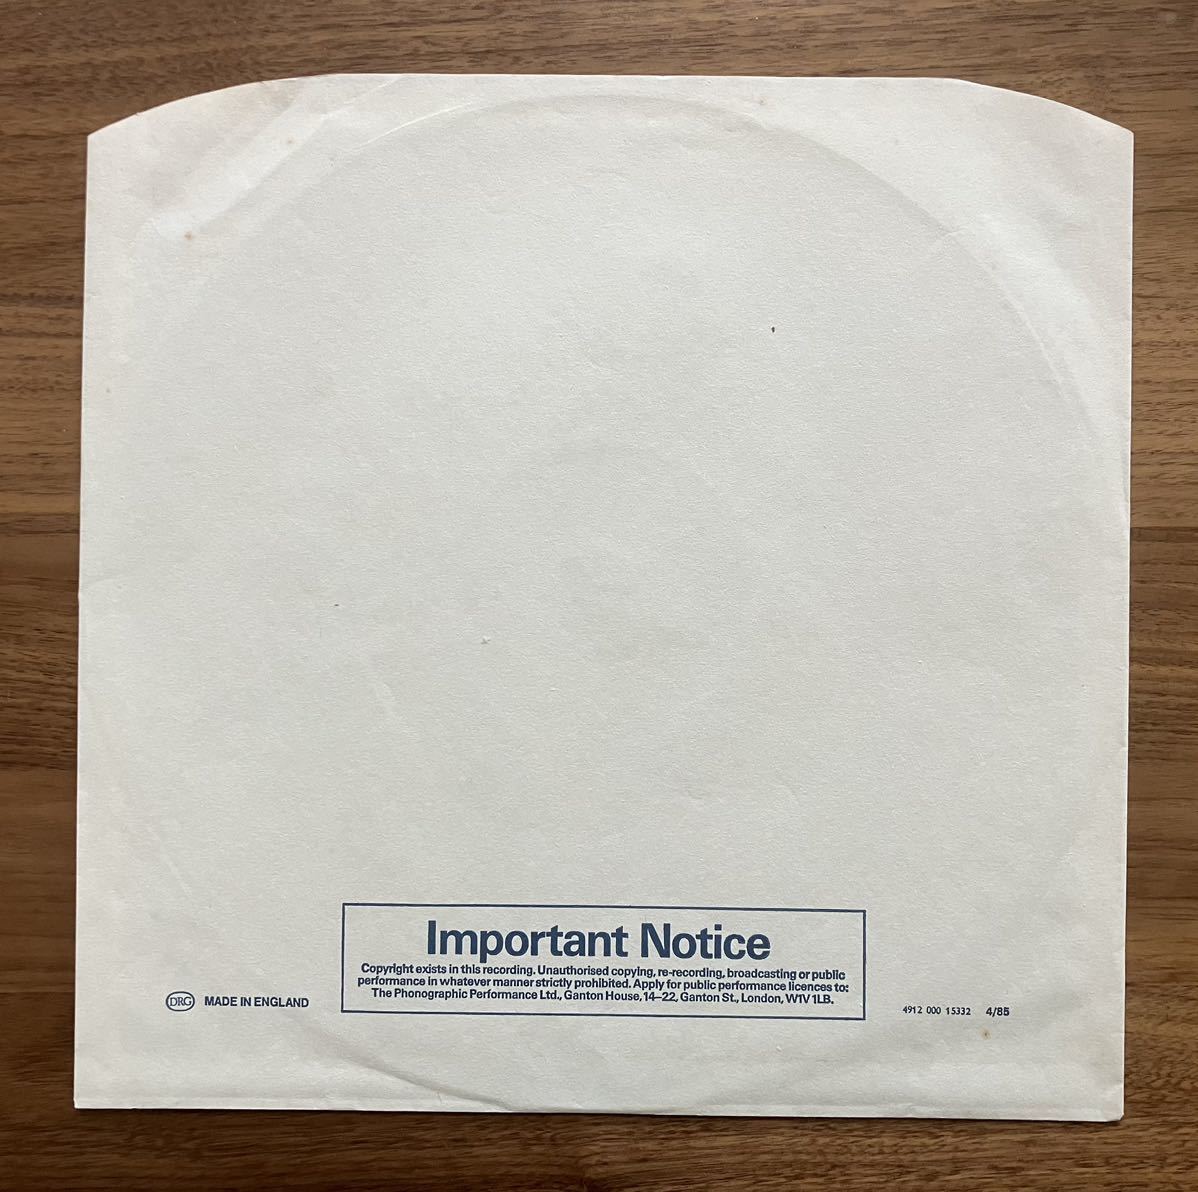 Important Notice
Copyright exists in this recording. Unauthorised copying, re-recording, broadcasting or public
performance in whatever manner strictly prohibited. Apply for public performance licences to:
The Phonographic Performance Ltd., Ganton House, 14–22, Ganton St., London, W1V 1LB.
DRG MADE IN ENGLAND
4912 000 15332 4/85